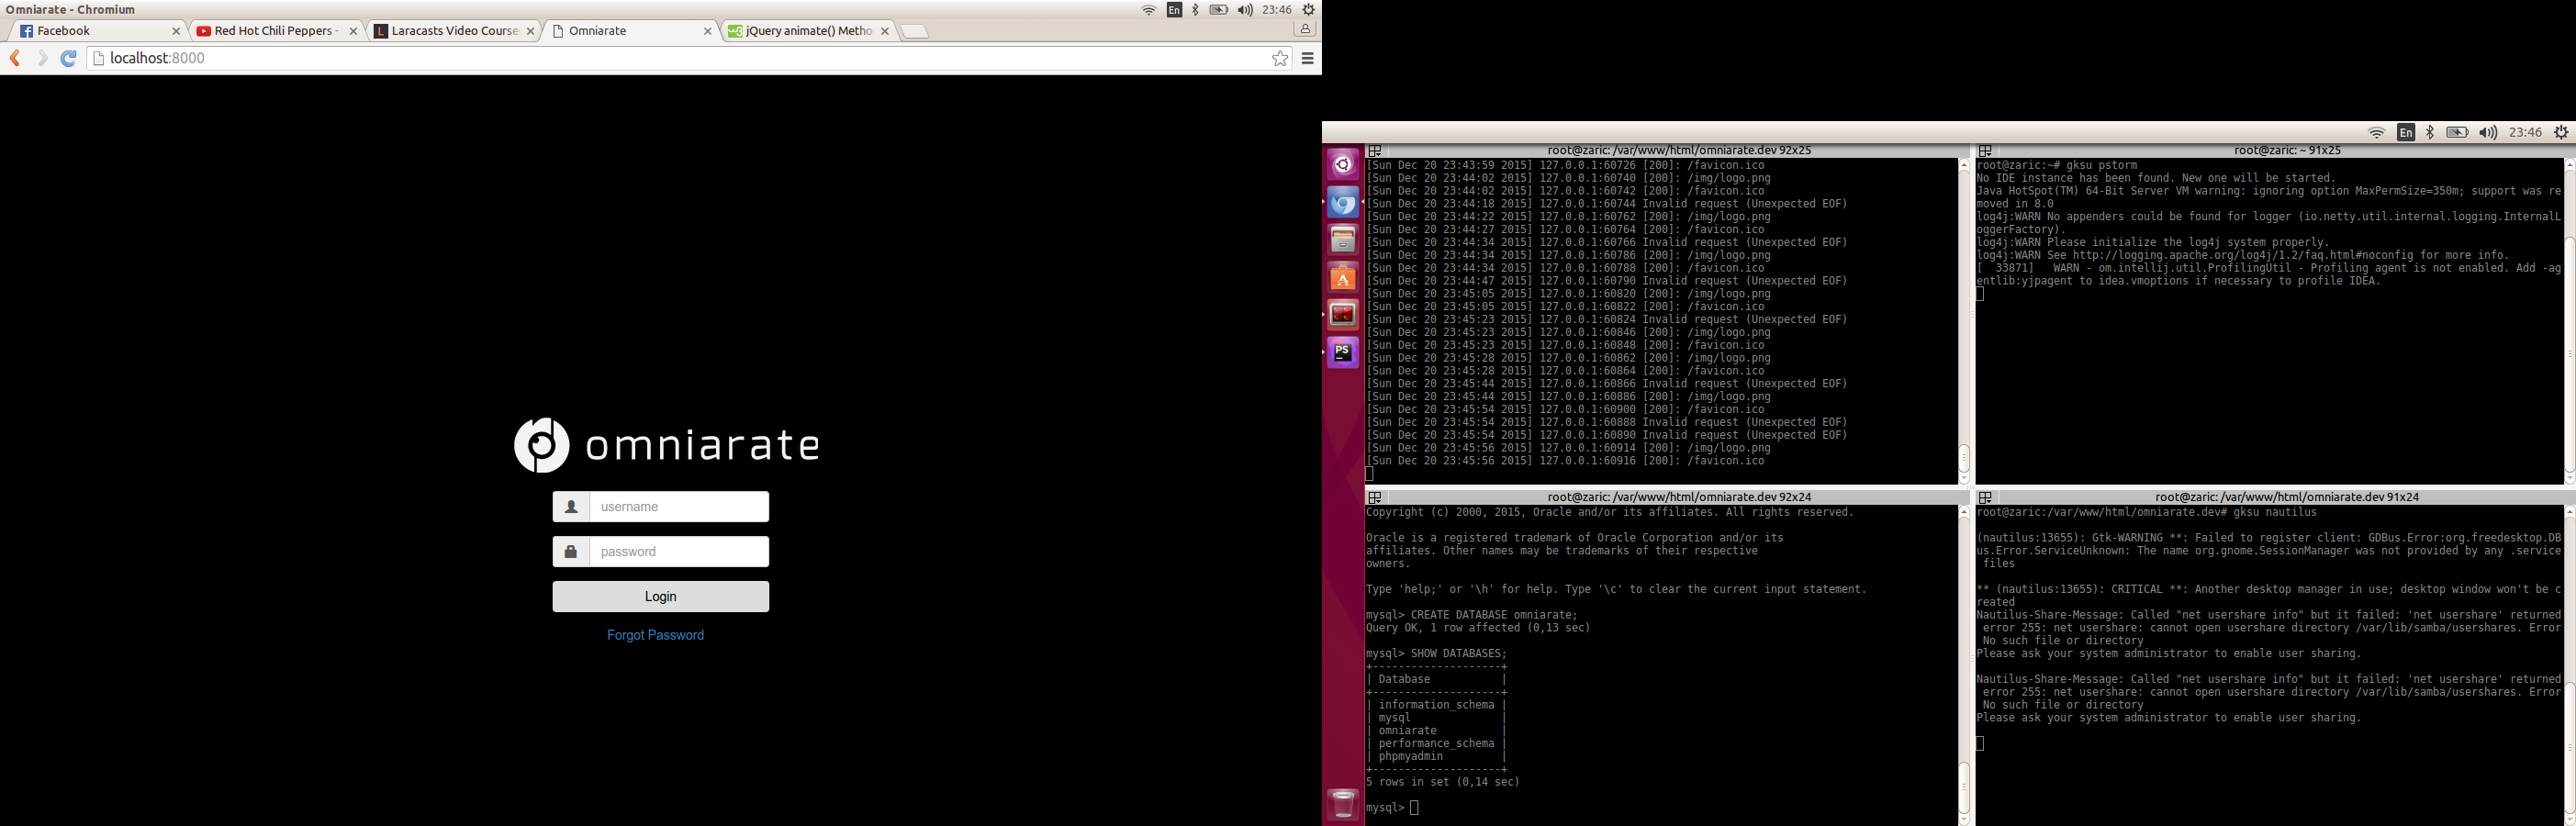 Omniarate - Chromium
En
23:46
Facebook
Red Hot Chili Peppers -
Laracasts Video Course
Omniarate
jQuery animate() Metho
localhost:8000
omniarate
username
password
Login
Forgot Password
En
23:46
root@zaric: /var/www/html/omniarate.dev 92x25
[Sun Dec 20 23:43:59 2015] 127.0.0.1:60726 [200]: /favicon.ico
[Sun Dec 20 23:44:02 2015] 127.0.0.1:60740 [200]: /img/logo.png
[Sun Dec 20 23:44:02 2015] 127.0.0.1:60742 [200]: /favicon.ico
[Sun Dec 20 23:44:18 2015] 127.0.0.1:60744 Invalid request (Unexpected EOF)
[Sun Dec 20 23:44:22 2015] 127.0.0.1:60762 [200]: /img/logo.png
[Sun Dec 20 23:44:27 2015] 127.0.0.1:60764 [200]: /favicon.ico
[Sun Dec 20 23:44:34 2015] 127.0.0.1:60766 Invalid request (Unexpected EOF)
[Sun Dec 20 23:44:34 2015] 127.0.0.1:60786 [200]: /img/logo.png
[Sun Dec 20 23:44:34 2015] 127.0.0.1:60788 [200]: /favicon.ico
[Sun Dec 20 23:44:47 2015] 127.0.0.1:60790 Invalid request (Unexpected EOF)
[Sun Dec 20 23:45:05 2015] 127.0.0.1:60820 [200]: /img/logo.png
[Sun Dec 20 23:45:05 2015] 127.0.0.1:60822 [200]: /favicon.ico
[Sun Dec 20 23:45:23 2015] 127.0.0.1:60824 Invalid request (Unexpected EOF)
[Sun Dec 20 23:45:23 2015] 127.0.0.1:60846 [200]: /img/logo.png
[Sun Dec 20 23:45:23 2015] 127.0.0.1:60848 [200]: /favicon.ico
[Sun Dec 20 23:45:28 2015] 127.0.0.1:60862 [200]: /img/logo.png
[Sun Dec 20 23:45:28 2015] 127.0.0.1:60864 [200]: /favicon.ico
[Sun Dec 20 23:45:44 2015] 127.0.0.1:60866 Invalid request (Unexpected EOF)
[Sun Dec 20 23:45:44 2015] 127.0.0.1:60886 [200]: /img/logo.png
[Sun Dec 20 23:45:54 2015] 127.0.0.1:60900 [200]: /favicon.ico
[Sun Dec 20 23:45:54 2015] 127.0.0.1:60888 Invalid request (Unexpected EOF)
[Sun Dec 20 23:45:54 2015] 127.0.0.1:60890 Invalid request (Unexpected EOF)
[Sun Dec 20 23:45:56 2015] 127.0.0.1:60914 [200]: /img/logo.png
[Sun Dec 20 23:45:56 2015] 127.0.0.1:60916 [200]: /favicon.ico
root@zaric: ~ 91x25
root@zaric:~# gksu pstorm
No IDE instance has been found. New one will be started.
Java HotSpot(TM) 64-Bit Server VM warning: ignoring option MaxPermSize=350m; support was re
moved in 8.0
log4j:WARN No appenders could be found for logger (io.netty.util.internal.logging.InternalL
oggerFactory).
log4j:WARN Please initialize the log4j system properly.
log4j:WARN See http://logging.apache.org/log4j/1.2/faq.html#noconfig for more info.
[  33871]   WARN - om.intellij.util.ProfilingUtil - Profiling agent is not enabled. Add -ag
entlib:yjpagent to idea.vmoptions if necessary to profile IDEA.
PS
root@zaric: /var/www/html/omniarate.dev 92x24
Copyright (c) 2000, 2015, Oracle and/or its affiliates. All rights reserved.
Oracle is a registered trademark of Oracle Corporation and/or its
affiliates. Other names may be trademarks of their respective
owners.
Type 'help;' or '\h' for help. Type '\c' to clear the current input statement.
mysql> CREATE DATABASE omniarate;
Query OK, 1 row affected (0,13 sec)
mysql> SHOW DATABASES;
+--------------------+
| Database           |
+--------------------+
| information_schema |
| mysql              |
| omniarate          |
| performance_schema |
| phpmyadmin         |
+--------------------+
5 rows in set (0,14 sec)
mysql>
root@zaric: /var/www/html/omniarate.dev 91x24
root@zaric:/var/www/html/omniarate.dev# gksu nautilus
(nautilus:13655): Gtk-WARNING **: Failed to register client: GDBus.Error:org.freedesktop.DB
us.Error.ServiceUnknown: The name org.gnome.SessionManager was not provided by any .service
files
** (nautilus:13655): CRITICAL **: Another desktop manager in use; desktop window won't be c
reated
Nautilus-Share-Message: Called "net usershare info" but it failed: 'net usershare' returned
error 255: net usershare: cannot open usershare directory /var/lib/samba/usershares. Error
No such file or directory
Please ask your system administrator to enable user sharing.
Nautilus-Share-Message: Called "net usershare info" but it failed: 'net usershare' returned
error 255: net usershare: cannot open usershare directory /var/lib/samba/usershares. Error
No such file or directory
Please ask your system administrator to enable user sharing.